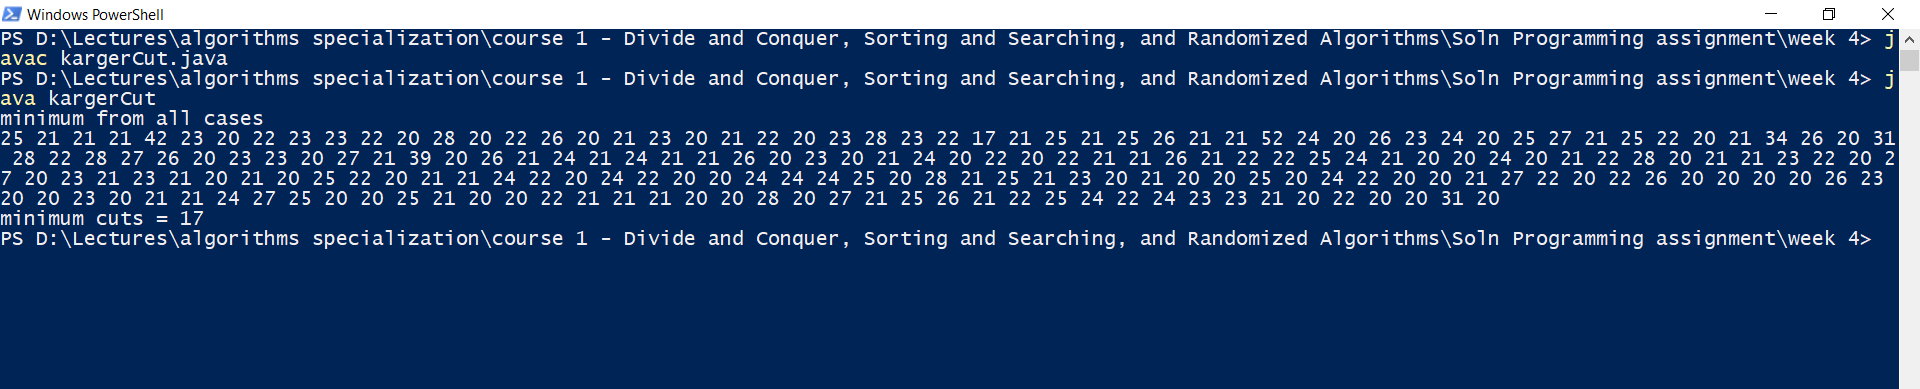 Windows PowerShell
PS D:\Lectures\algorithms specialization\course 1 - Divide and Conquer, Sorting and Searching, and Randomized Algorithms\Soln Programming assignment\week 4> j
avac kargerCut.java
PS D:\Lectures\algorithms specialization\course 1 - Divide and Conquer, Sorting and Searching, and Randomized Algorithms\Soln Programming assignment\week 4> j
ava kargerCut
minimum from all cases
25 21 21 21 42 23 20 22 23 23 22 20 28 20 22 26 20 21 23 20 21 22 20 23 28 23 22 17 21 25 21 25 26 21 21 52 24 20 26 23 24 20 25 27 21 25 22 20 21 34 26 20 31
28 22 28 27 26 20 23 23 20 27 21 39 20 26 21 24 21 24 21 21 26 20 23 20 21 24 20 22 20 22 21 21 26 21 22 22 25 24 21 20 20 24 20 21 22 28 20 21 21 23 22 20 2
7 20 23 21 23 21 20 21 20 25 22 20 21 21 24 22 20 24 22 20 20 24 24 24 25 20 28 21 25 21 23 20 21 20 20 25 20 24 22 20 20 21 27 22 20 22 26 20 20 20 20 26 23
20 20 23 20 21 21 24 27 25 20 20 25 21 20 20 22 21 21 21 20 20 28 20 27 21 25 26 21 22 25 24 22 24 23 23 21 20 22 20 20 31 20
minimum cuts = 17
PS D:\Lectures\algorithms specialization\course 1 - Divide and Conquer, Sorting and Searching, and Randomized Algorithms\Soln Programming assignment\week 4>